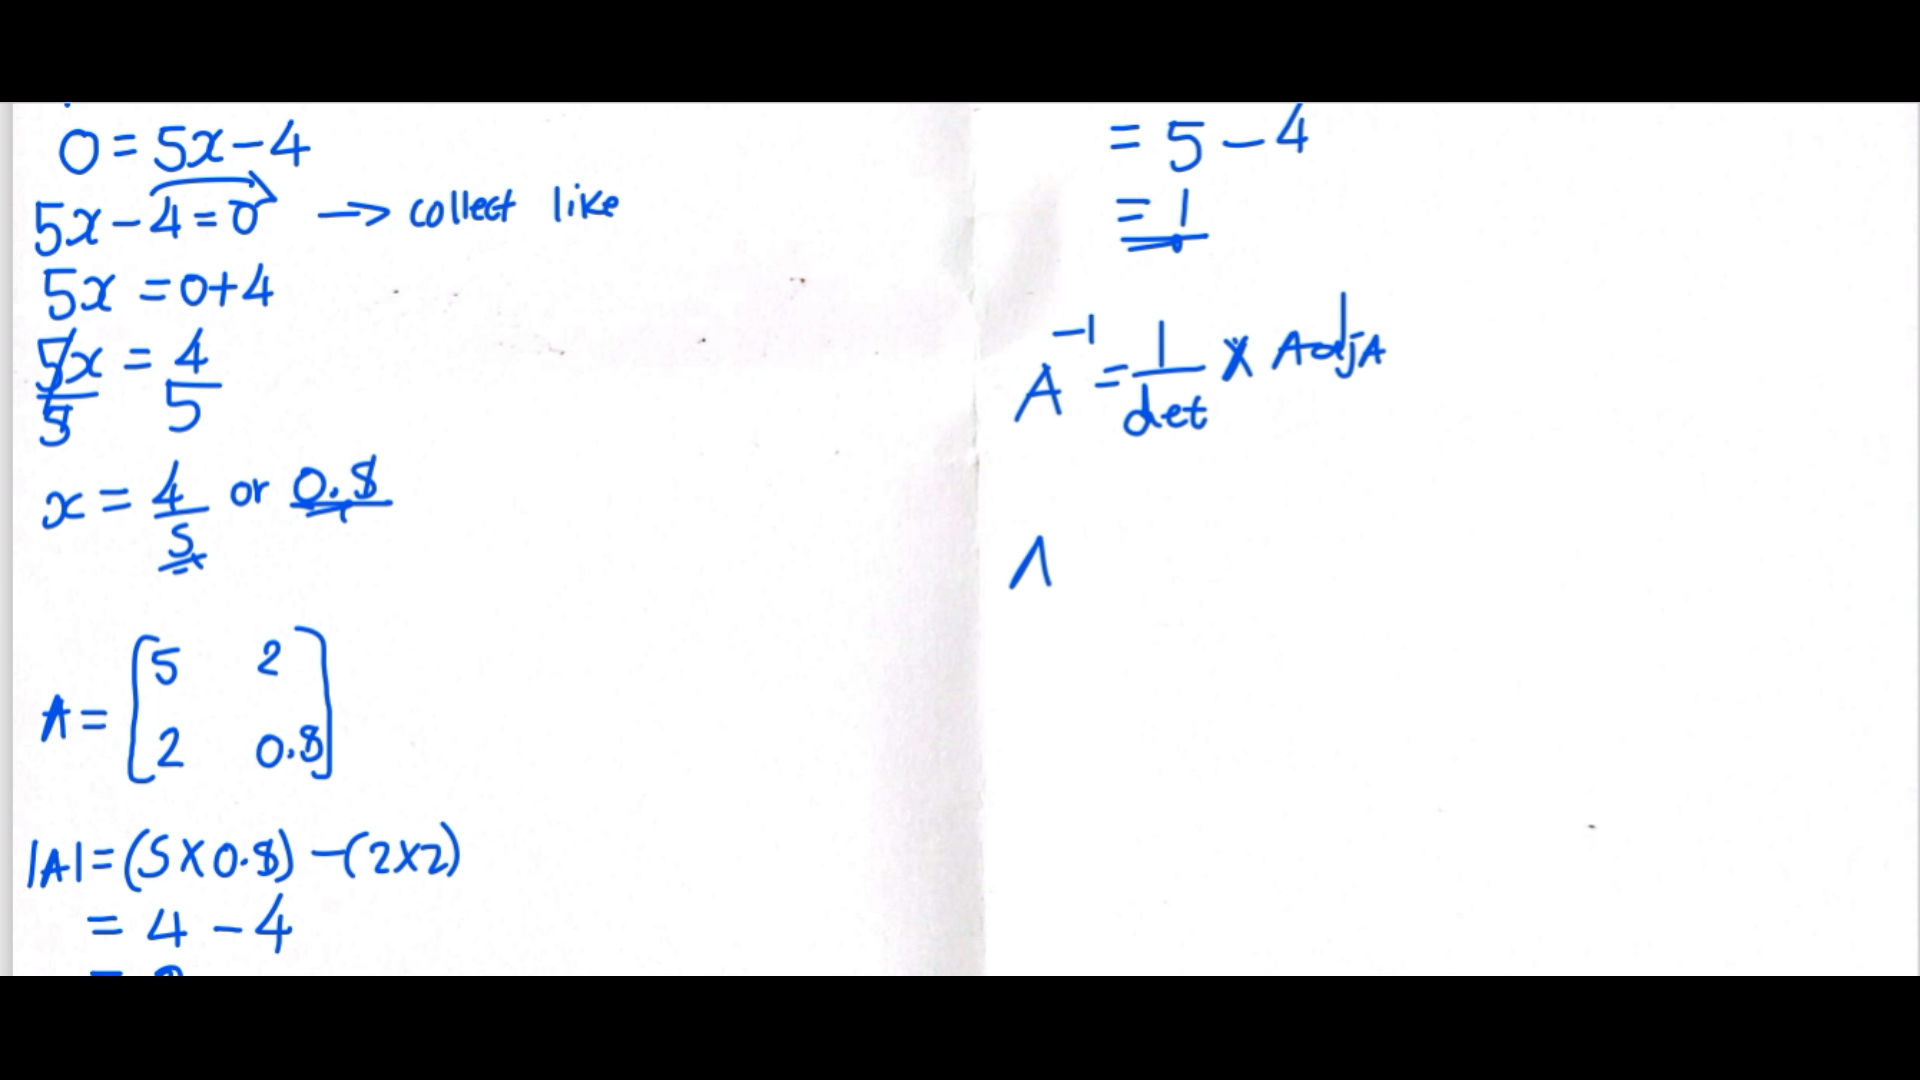 0 = 5x - 4
5x - 4 = 0 → collect like
5x = 0 + 4
5x/5 = 4/5
x = 4/5 or 0.8
A = [5 2
2 0.8]
|A| = (5 × 0.8) - (2 × 2)
= 4 - 4
= 5 - 4
= 1
A⁻¹ = 1/det × AdjA